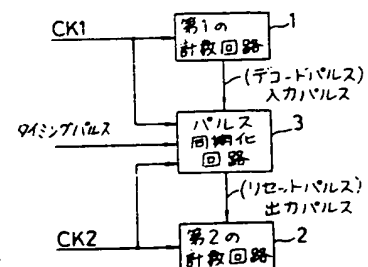 CK1
第1の
計数回路
1
(デコードパルス)
入力パルス
タイミングパルス
パルス
同期化
回路
3
(リセットパルス)
出力パルス
CK2
第2の
計数回路
2